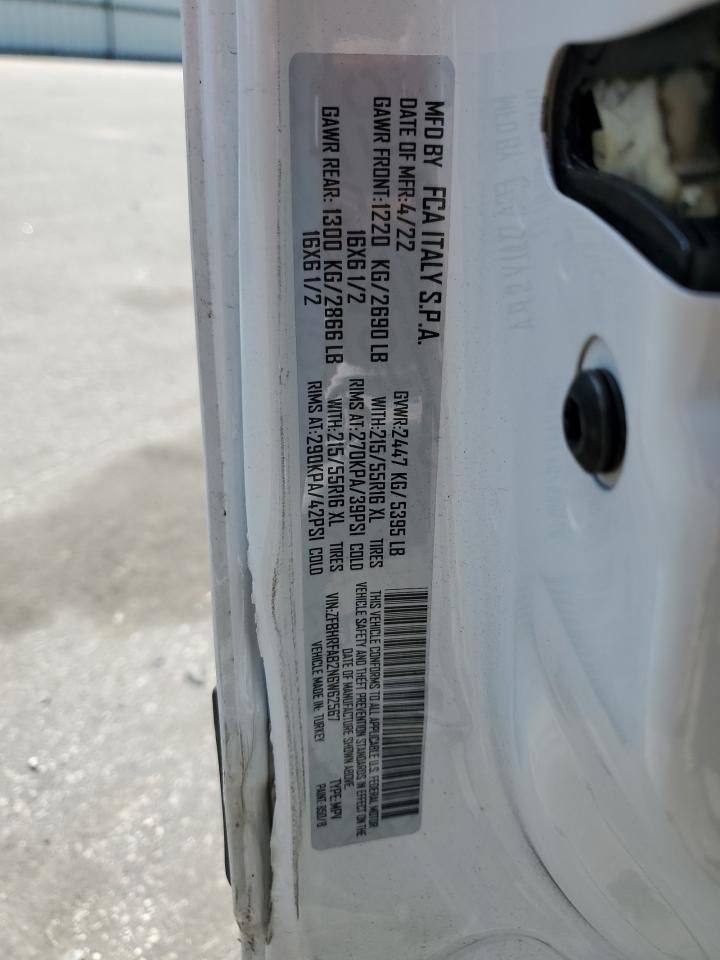 MFD BY FCA ITALY S.P.A.
DATE OF MFR:4/22 GVWR:2447 KG/5395 LB
GAWR FRONT:1220 KG/2690 LB WITH:215/55R16 XL TIRES
16X6 1/2 RIMS AT:270KPA/39PSI COLD
GAWR REAR: 1300 KG/2866 LB WITH:215/55R16 XL TIRES
16X6 1/2 RIMS AT:290KPA/42PSI COLD
THIS VEHICLE CONFORMS TO ALL APPLICABLE U.S. FEDERAL MOTOR
VEHICLE SAFETY AND THEFT PREVENTION STANDARDS IN EFFECT ON THE
DATE OF MANUFACTURE SHOWN ABOVE.
VIN:ZFBHRFAB2N6W62567 TYPE:MPV
VEHICLE MADE IN: TURKEY PAINT: 950/B